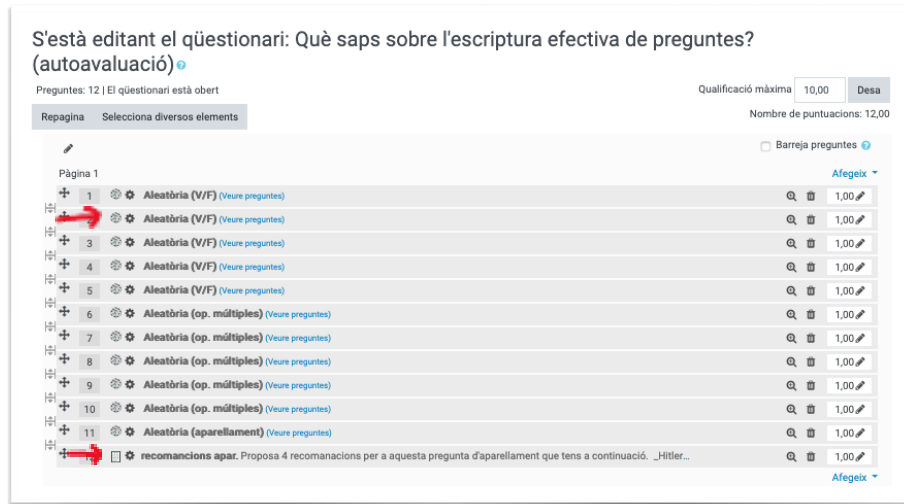 S'està editant el qüestionari: Què saps sobre l'escriptura efectiva de preguntes?
(autoavaluació)
Preguntes: 12 | El qüestionari està obert
Qualificació màxima 10,00 Desa
Repagina Selecciona diversos elements
Nombre de puntuacions: 12,00
Barreja preguntes
Pàgina 1
Afegeix
1 Aleatòria (V/F) (Veure preguntes) 1,00
Aleatòria (V/F) (Veure preguntes) 1,00
3 Aleatòria (V/F) (Veure preguntes) 1,00
4 Aleatòria (V/F) (Veure preguntes) 1,00
5 Aleatòria (V/F) (Veure preguntes) 1,00
6 Aleatòria (op. múltiples) (Veure preguntes) 1,00
7 Aleatòria (op. múltiples) (Veure preguntes) 1,00
8 Aleatòria (op. múltiples) (Veure preguntes) 1,00
9 Aleatòria (op. múltiples) (Veure preguntes) 1,00
10 Aleatòria (op. múltiples) (Veure preguntes) 1,00
11 Aleatòria (aparellament) (Veure preguntes) 1,00
recomancions apar. Proposa 4 recomanacions per a aquesta pregunta d'aparellament que tens a continuació. _Hitler... 1,00
Afegeix